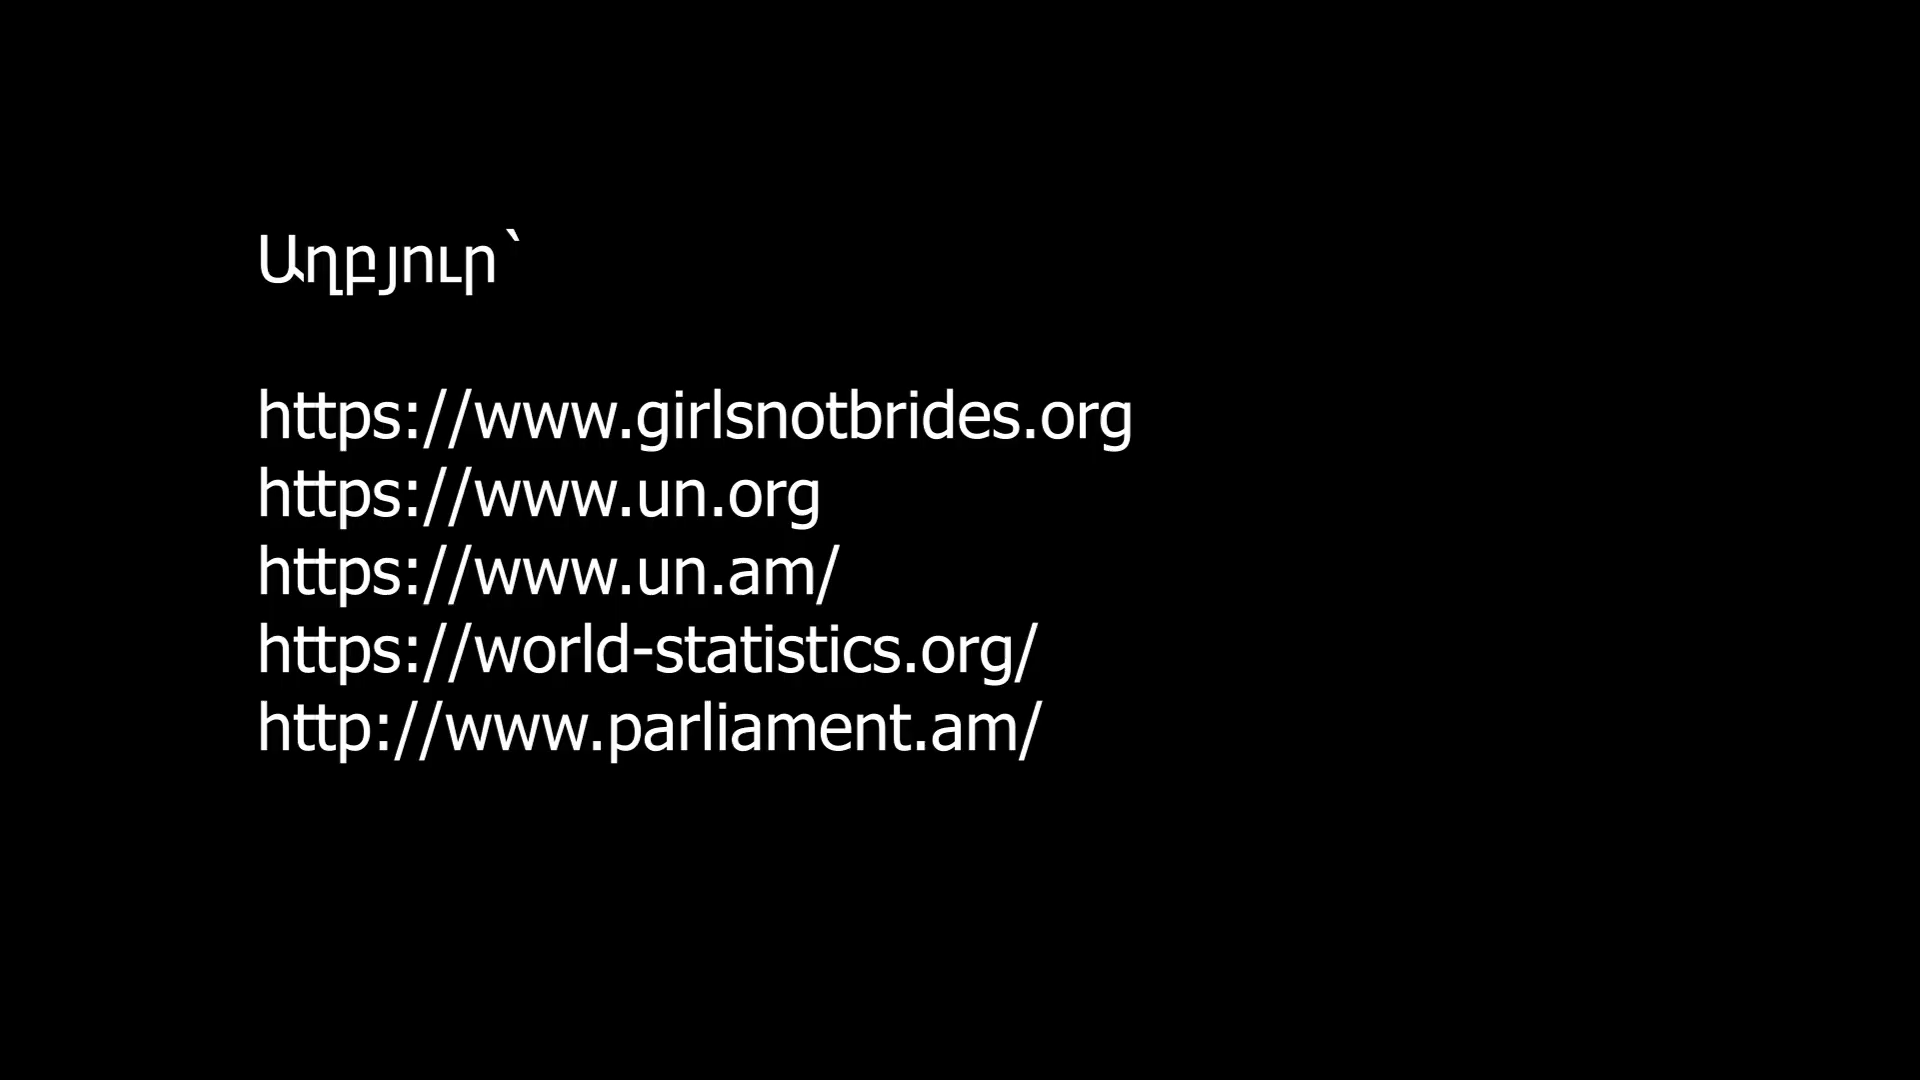 Աղբյուր՝
https://www.girlsnotbrides.org
https://www.un.org
https://www.un.am/
https://world-statistics.org/
http://www.parliament.am/